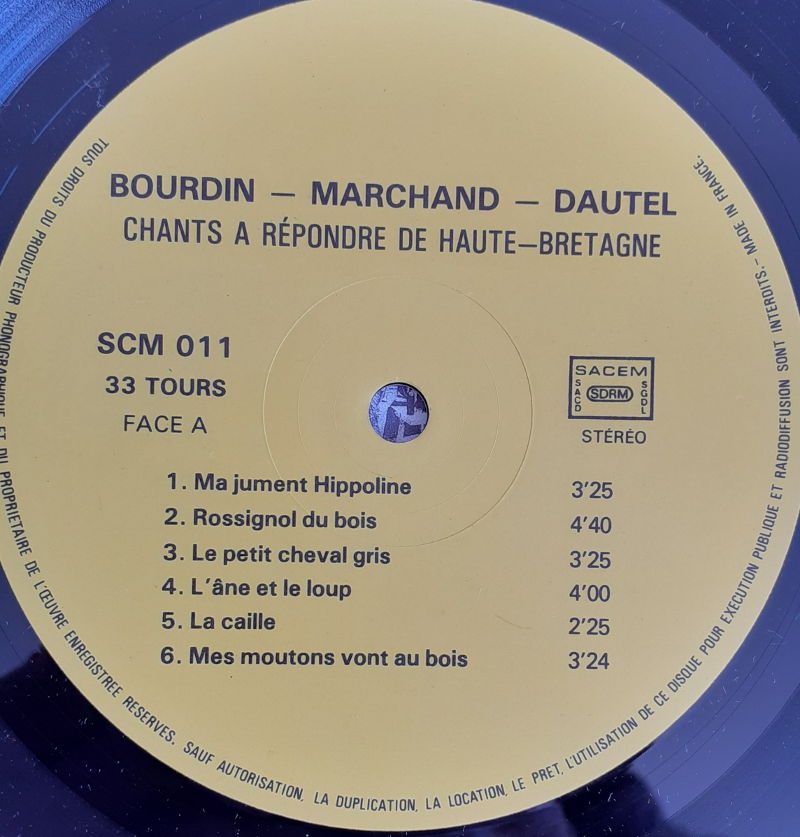 BOURDIN — MARCHAND — DAUTEL
CHANTS A RÉPONDRE DE HAUTE–BRETAGNE
SCM 011
33 TOURS
FACE A
SACEM
SACD
SDRM
SGDL
STÉRÉO
1. Ma jument Hippoline 3'25
2. Rossignol du bois 4'40
3. Le petit cheval gris 3'25
4. L'âne et le loup 4'00
5. La caille 2'25
6. Mes moutons vont au bois 3'24
TOUS DROITS DU PRODUCTEUR PHONOGRAPHIQUE ET DU PROPRIETAIRE DE L'ŒUVRE ENREGISTREE RESERVES. SAUF AUTORISATION, LA DUPLICATION, LA LOCATION, LE PRET, L'UTILISATION DE CE DISQUE POUR EXECUTION PUBLIQUE ET RADIODIFFUSION SONT INTERDITS. – MADE IN FRANCE.